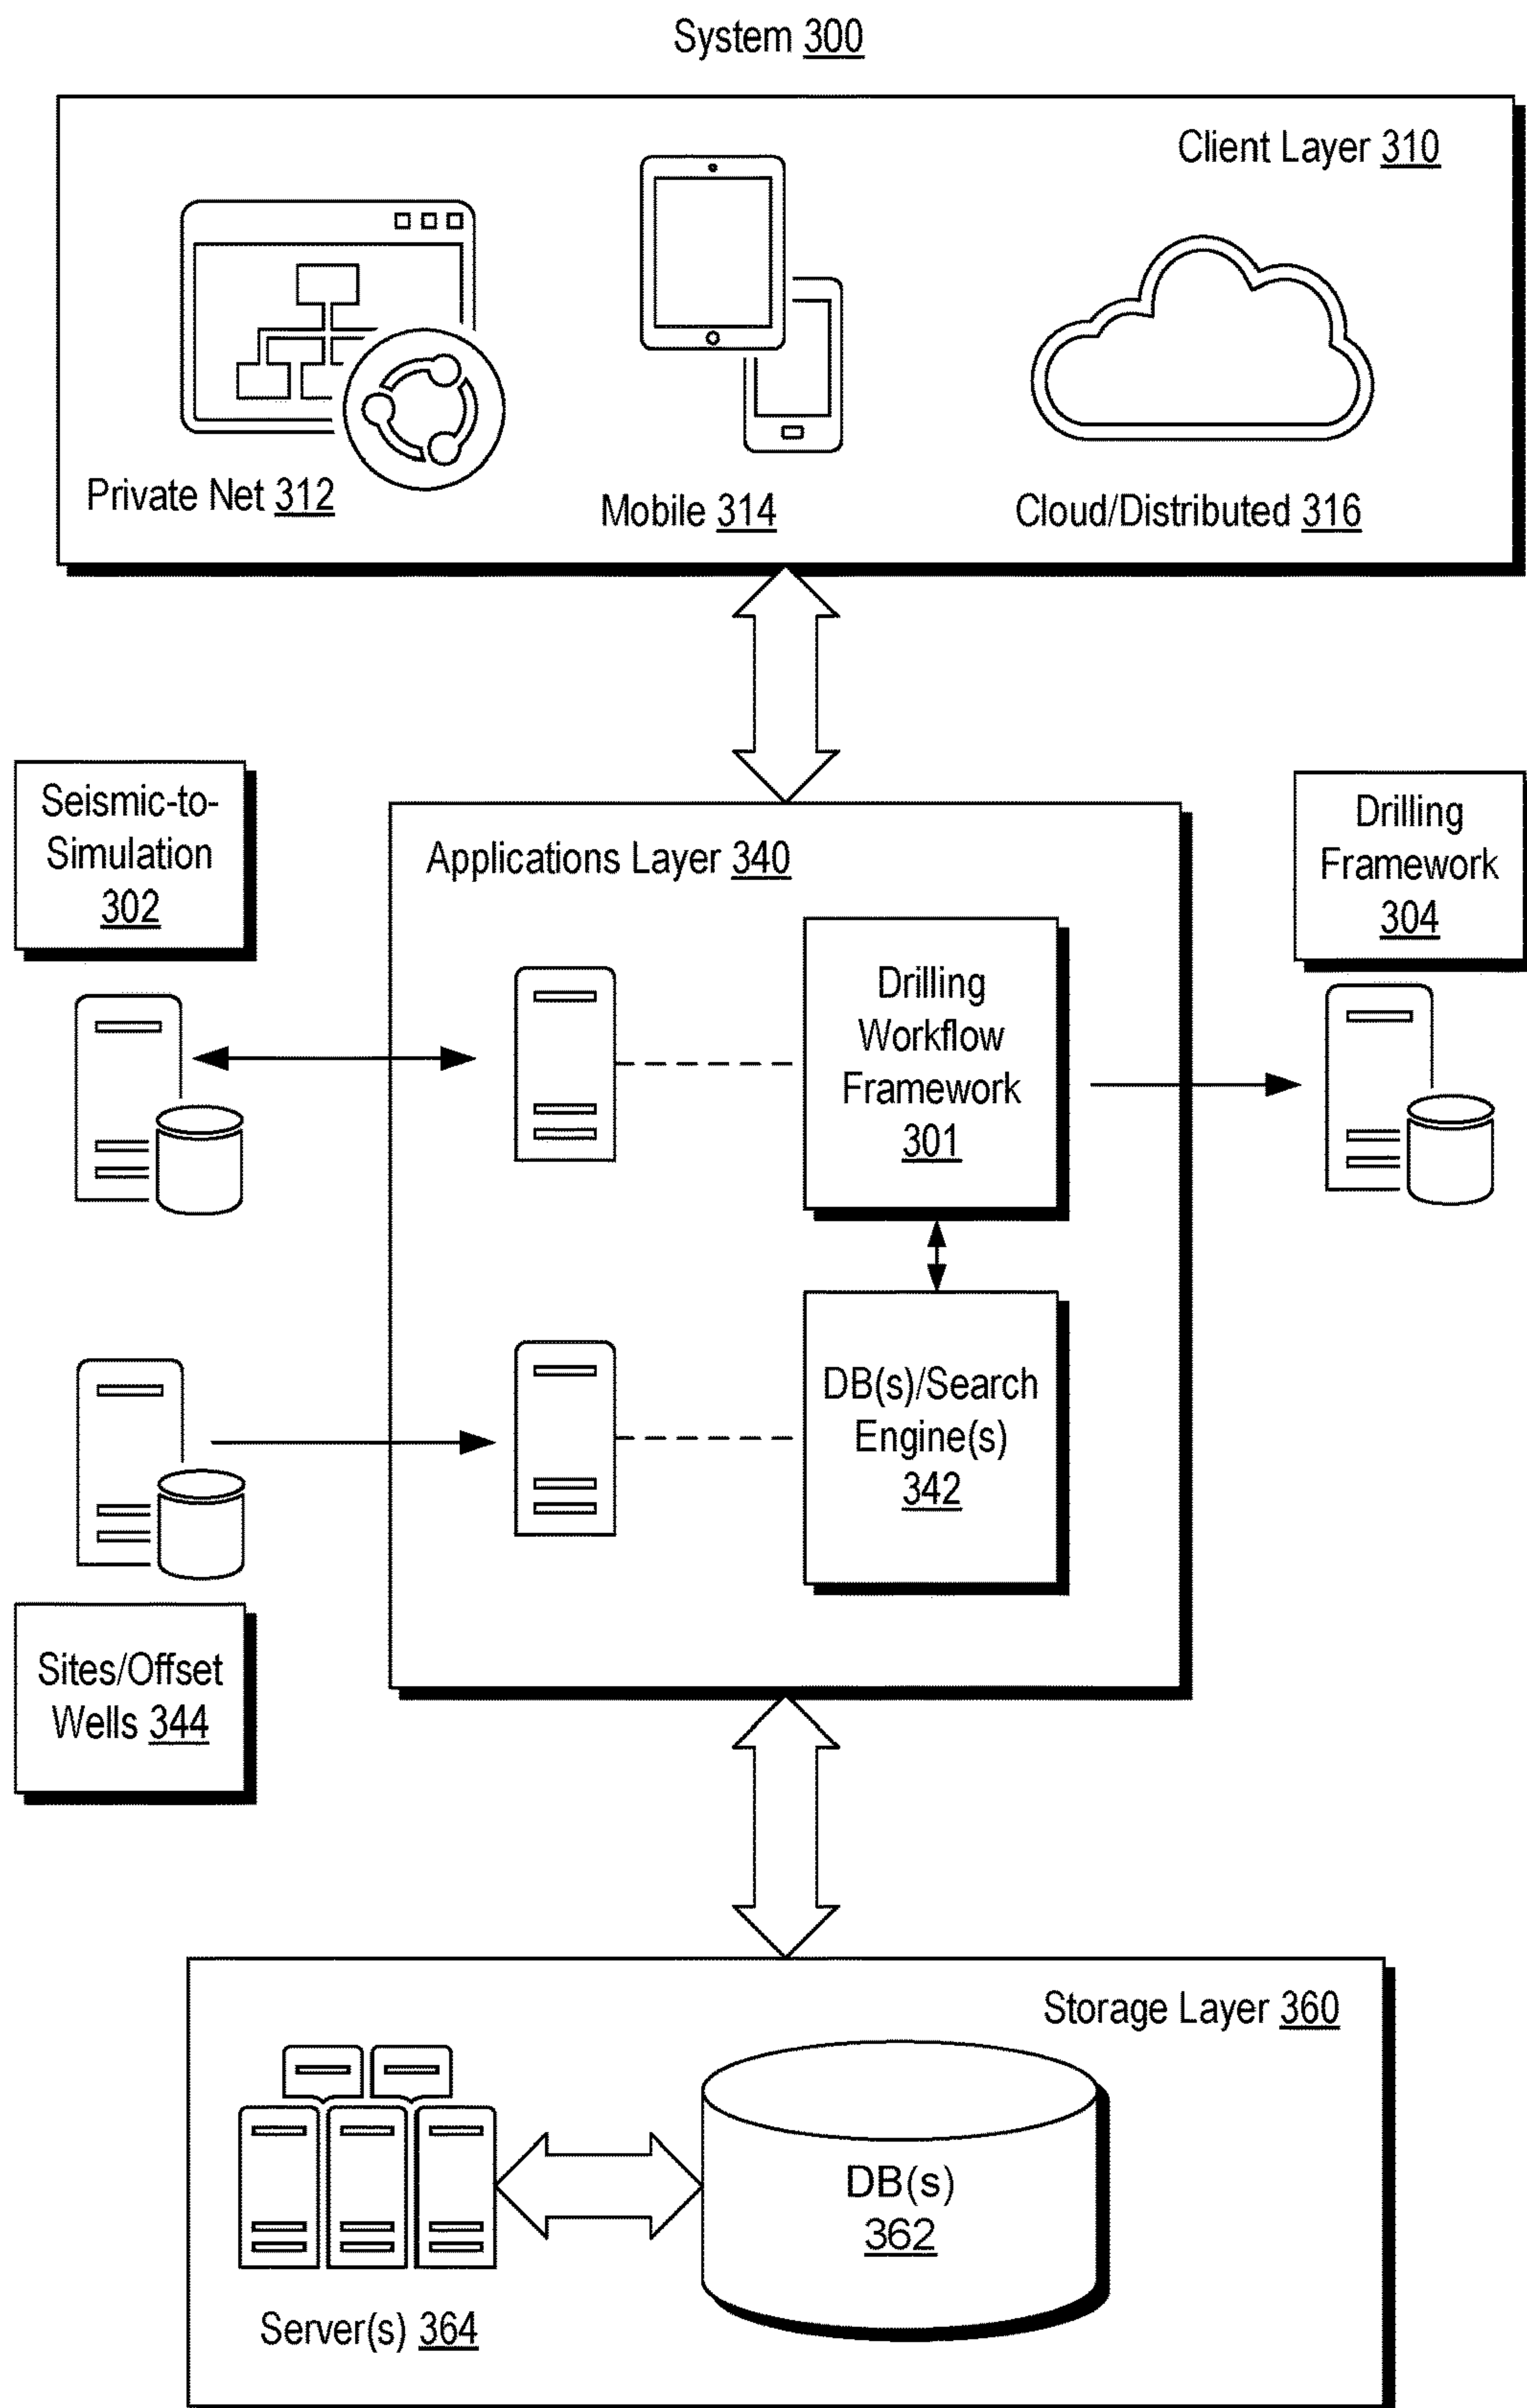 System 300
Client Layer 310
Private Net 312
Mobile 314
Cloud/Distributed 316
Seismic-to-
Simulation
302
Applications Layer 340
Drilling
Workflow
Framework
301
Drilling
Framework
304
DB(s)/Search
Engine(s)
342
Sites/Offset
Wells 344
Storage Layer 360
DB(s)
362
Server(s) 364